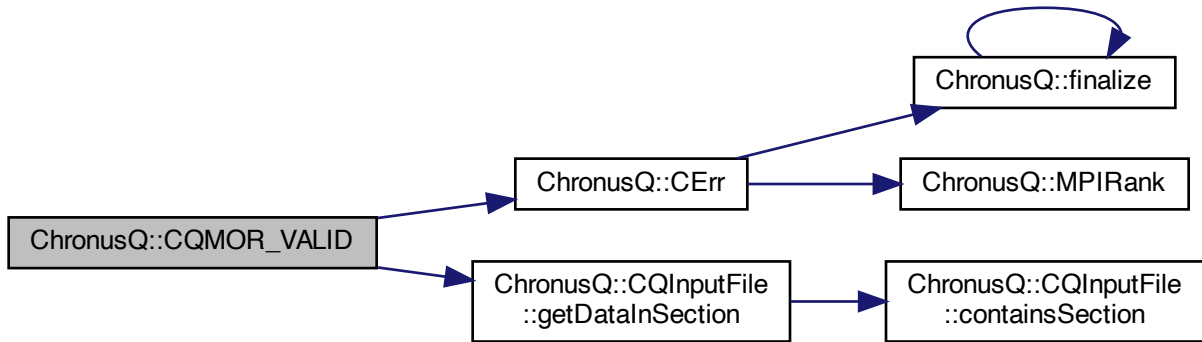 ChronusQ::finalize
ChronusQ::CErr
ChronusQ::MPIRank
ChronusQ::CQMOR_VALID
ChronusQ::CQInputFile
::getDataInSection
ChronusQ::CQInputFile
::containsSection